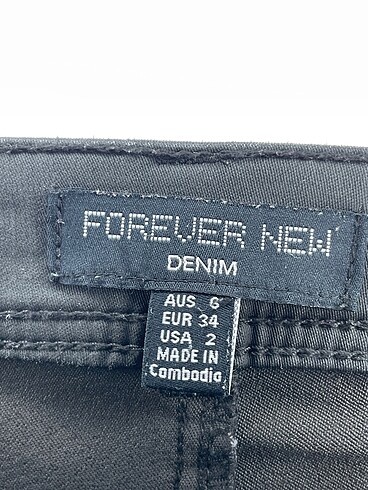 FOREVER NEW
DENIM
AUS 6
EUR 34
USA 2
MADE IN
Cambodia